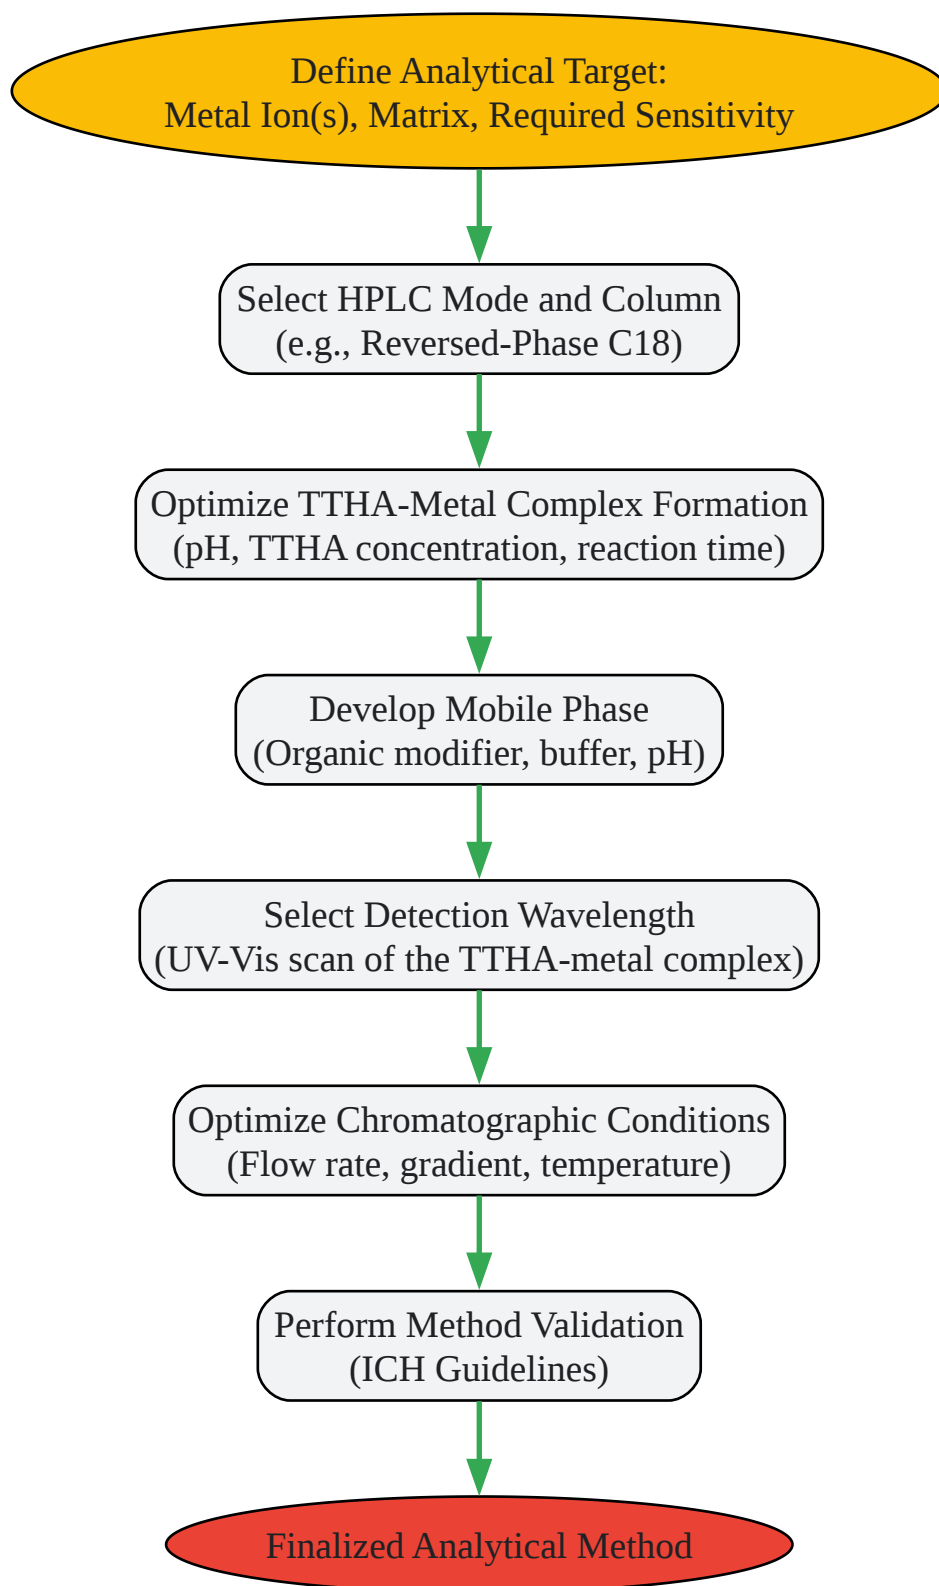 Define Analytical Target:
Metal Ion(s), Matrix, Required Sensitivity
Select HPLC Mode and Column
(e.g., Reversed-Phase C18)
Optimize TTHA-Metal Complex Formation
(pH, TTHA concentration, reaction time)
Develop Mobile Phase
(Organic modifier, buffer, pH)
Select Detection Wavelength
(UV-Vis scan of the TTHA-metal complex)
Optimize Chromatographic Conditions
(Flow rate, gradient, temperature)
Perform Method Validation
(ICH Guidelines)
Finalized Analytical Method